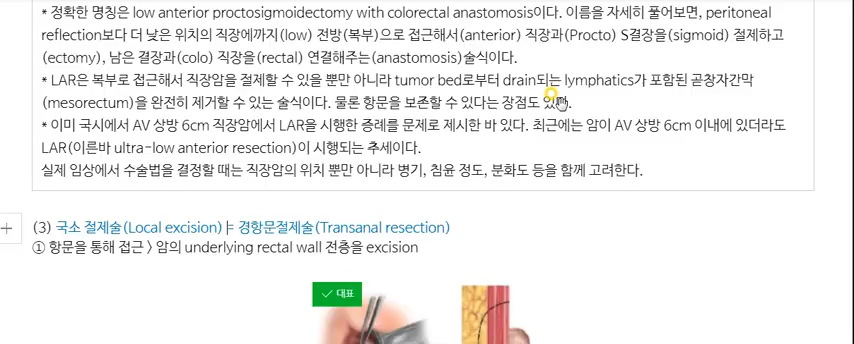 * 정확한 명칭은 low anterior proctosigmoidectomy with colorectal anastomosis이다. 이름을 자세히 풀어보면, peritoneal
reflection보다 더 낮은 위치의 직장에까지(low) 전방(복부)으로 접근해서(anterior) 직장과(Procto) S결장을(sigmoid) 절제하고
(ectomy), 남은 결장과(colo) 직장을(rectal) 연결해주는(anastomosis)술식이다.
* LAR은 복부로 접근해서 직장암을 절제할 수 있을 뿐만 아니라 tumor bed로부터 drain되는 lymphatics가 포함된 곧창자간막
(mesorectum)을 완전히 제거할 수 있는 술식이다. 물론 항문을 보존할 수 있다는 장점도 있다.
* 이미 국시에서 AV 상방 6cm 직장암에서 LAR을 시행한 증례를 문제로 제시한 바 있다. 최근에는 암이 AV 상방 6cm 이내에 있더라도
LAR(이른바 ultra-low anterior resection)이 시행되는 추세이다.
실제 임상에서 수술법을 결정할 때는 직장암의 위치 뿐만 아니라 병기, 침윤 정도, 분화도 등을 함께 고려한다.
(3) 국소 절제술(Local excision) ⊨ 경항문절제술(Transanal resection)
① 항문을 통해 접근 > 암의 underlying rectal wall 전층을 excision
✓ 대표